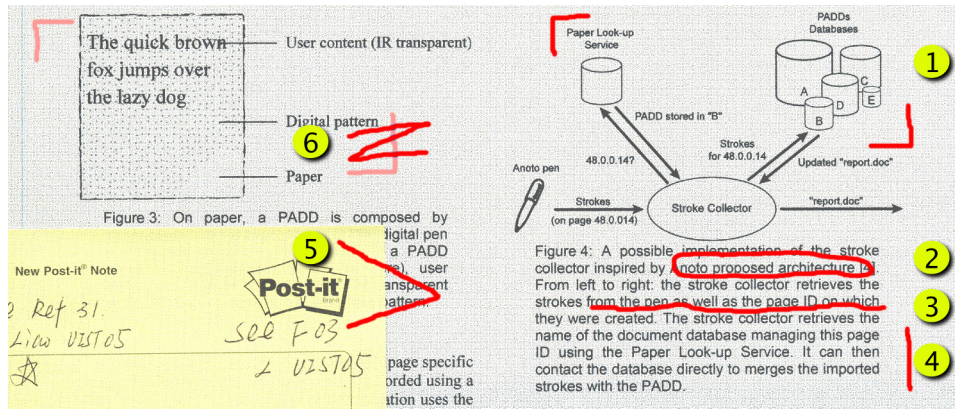 The quick brown
fox jumps over
the lazy dog
User content (IR transparent)
Digital pattern
6
Paper
Figure 3: On paper, a PADD is composed by
digital pen
a PADD
user
ansparent
pattern.
5
New Post-it® Note
Post-it
Brand
Ref 31.
Liao UIST05
See F03
UIST05
page specific
orded using a
ation uses the
Paper Look-up
Service
PADDs
Databases
1
A
C
D
E
B
PADD stored in "B"
Strokes
for 48.0.0.14
Updated "report.doc"
48.0.0.14?
Anoto pen
Strokes
(on page 48.0.014)
Stroke Collector
"report.doc"
Figure 4: A possible implementation of the stroke
collector inspired by Anoto proposed architecture [4].
2
From left to right: the stroke collector retrieves the
strokes from the pen as well as the page ID on which
3
they were created. The stroke collector retrieves the
name of the document database managing this page
ID using the Paper Look-up Service. It can then
4
contact the database directly to merges the imported
strokes with the PADD.